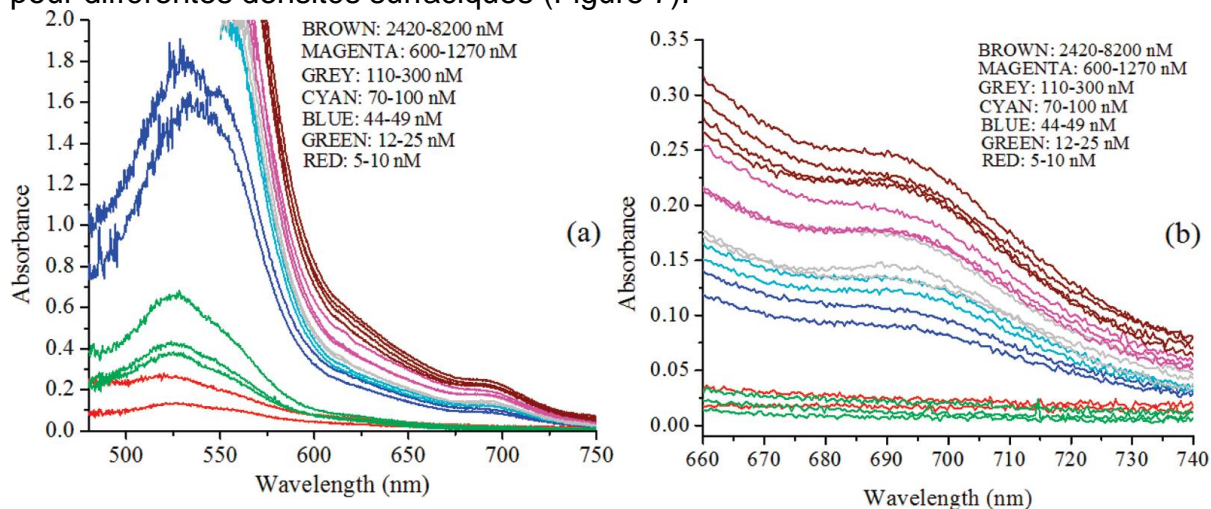 pour différentes densités surfaciques (Figure 7).
2.0
1.8
1.6
1.4
1.2
1.0
0.8
0.6
0.4
0.2
0.0
Absorbance
BROWN: 2420-8200 nM
MAGENTA: 600-1270 nM
GREY: 110-300 nM
CYAN: 70-100 nM
BLUE: 44-49 nM
GREEN: 12-25 nM
RED: 5-10 nM
(a)
500 550 600 650 700 750
Wavelength (nm)
0.35
0.30
0.25
0.20
0.15
0.10
0.05
0.00
Absorbance
BROWN: 2420-8200 nM
MAGENTA: 600-1270 nM
GREY: 110-300 nM
CYAN: 70-100 nM
BLUE: 44-49 nM
GREEN: 12-25 nM
RED: 5-10 nM
(b)
660 670 680 690 700 710 720 730 740
Wavelength (nm)